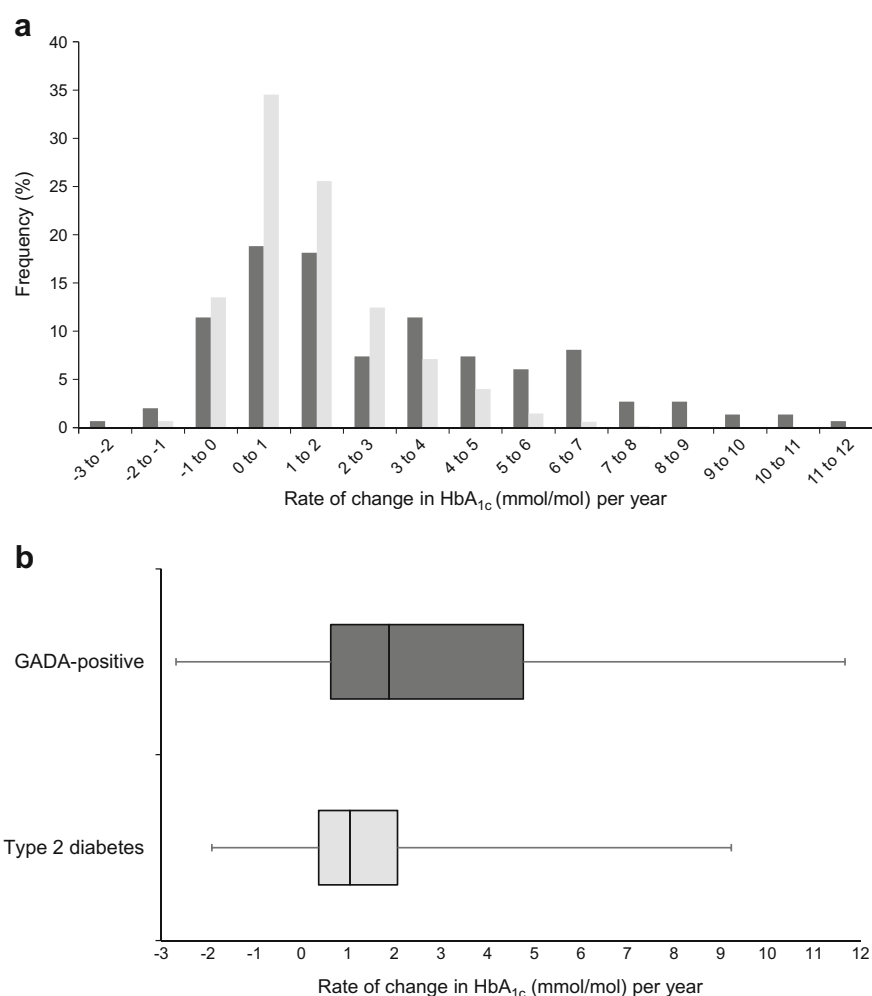 a
40
35
30
25
20
15
10
5
0
Frequency (%)
-3 to -2
-2 to -1
-1 to 0
0 to 1
1 to 2
2 to 3
3 to 4
4 to 5
5 to 6
6 to 7
7 to 8
8 to 9
9 to 10
10 to 11
11 to 12
Rate of change in HbA1c (mmol/mol) per year
b
GADA-positive
Type 2 diabetes
-3 -2 -1 0 1 2 3 4 5 6 7 8 9 10 11 12
Rate of change in HbA1c (mmol/mol) per year